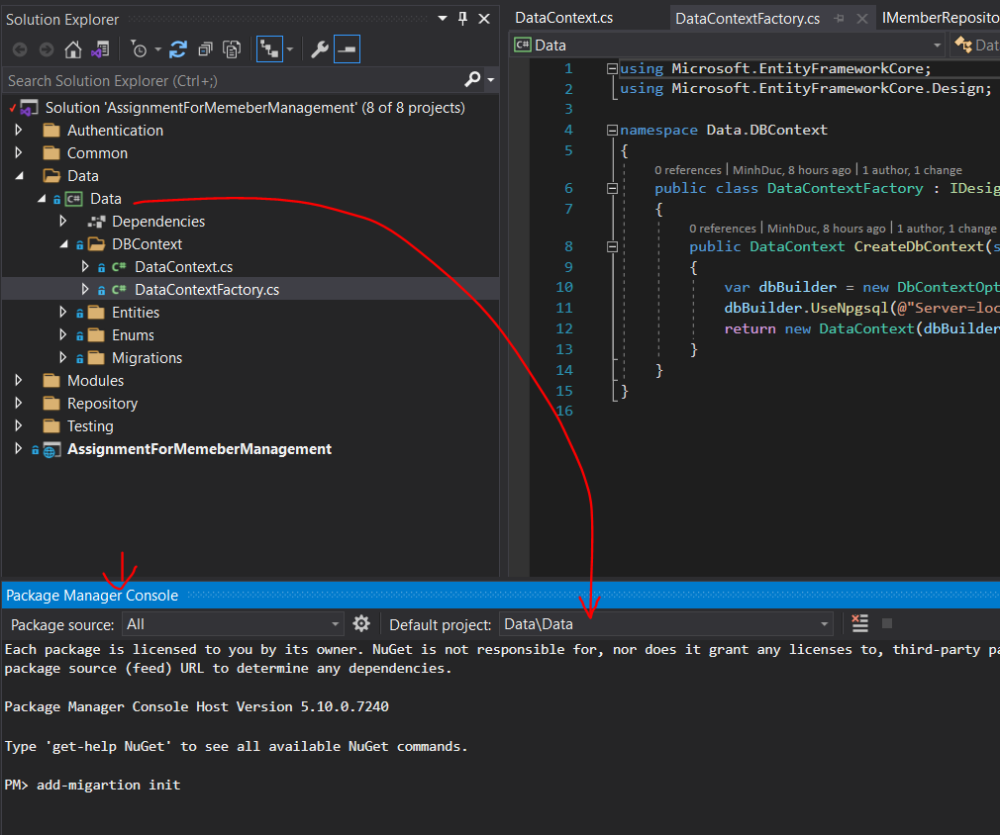 Solution Explorer
Search Solution Explorer (Ctrl+;)
Solution 'AssignmentForMemeberManagement' (8 of 8 projects)
Authentication
Common
Data
C# Data
Dependencies
DBContext
C# DataContext.cs
C# DataContextFactory.cs
Entities
Enums
Migrations
Modules
Repository
Testing
AssignmentForMemeberManagement
DataContext.cs DataContextFactory.cs IMemberReposito
C# Data Dat
1 using Microsoft.EntityFrameworkCore;
2 using Microsoft.EntityFrameworkCore.Design;
3
4 namespace Data.DBContext
5 {
0 references | MinhDuc, 8 hours ago | 1 author, 1 change
6 public class DataContextFactory : IDesig
7 {
0 references | MinhDuc, 8 hours ago | 1 author, 1 change
8 public DataContext CreateDbContext(s
9 {
10 var dbBuilder = new DbContextOpt
11 dbBuilder.UseNpgsql(@"Server=loc
12 return new DataContext(dbBuilder
13 }
14 }
15 }
16
Package Manager Console
Package source: All Default project: Data\Data
Each package is licensed to you by its owner. NuGet is not responsible for, nor does it grant any licenses to, third-party pa
package source (feed) URL to determine any dependencies.
Package Manager Console Host Version 5.10.0.7240
Type 'get-help NuGet' to see all available NuGet commands.
PM> add-migartion init